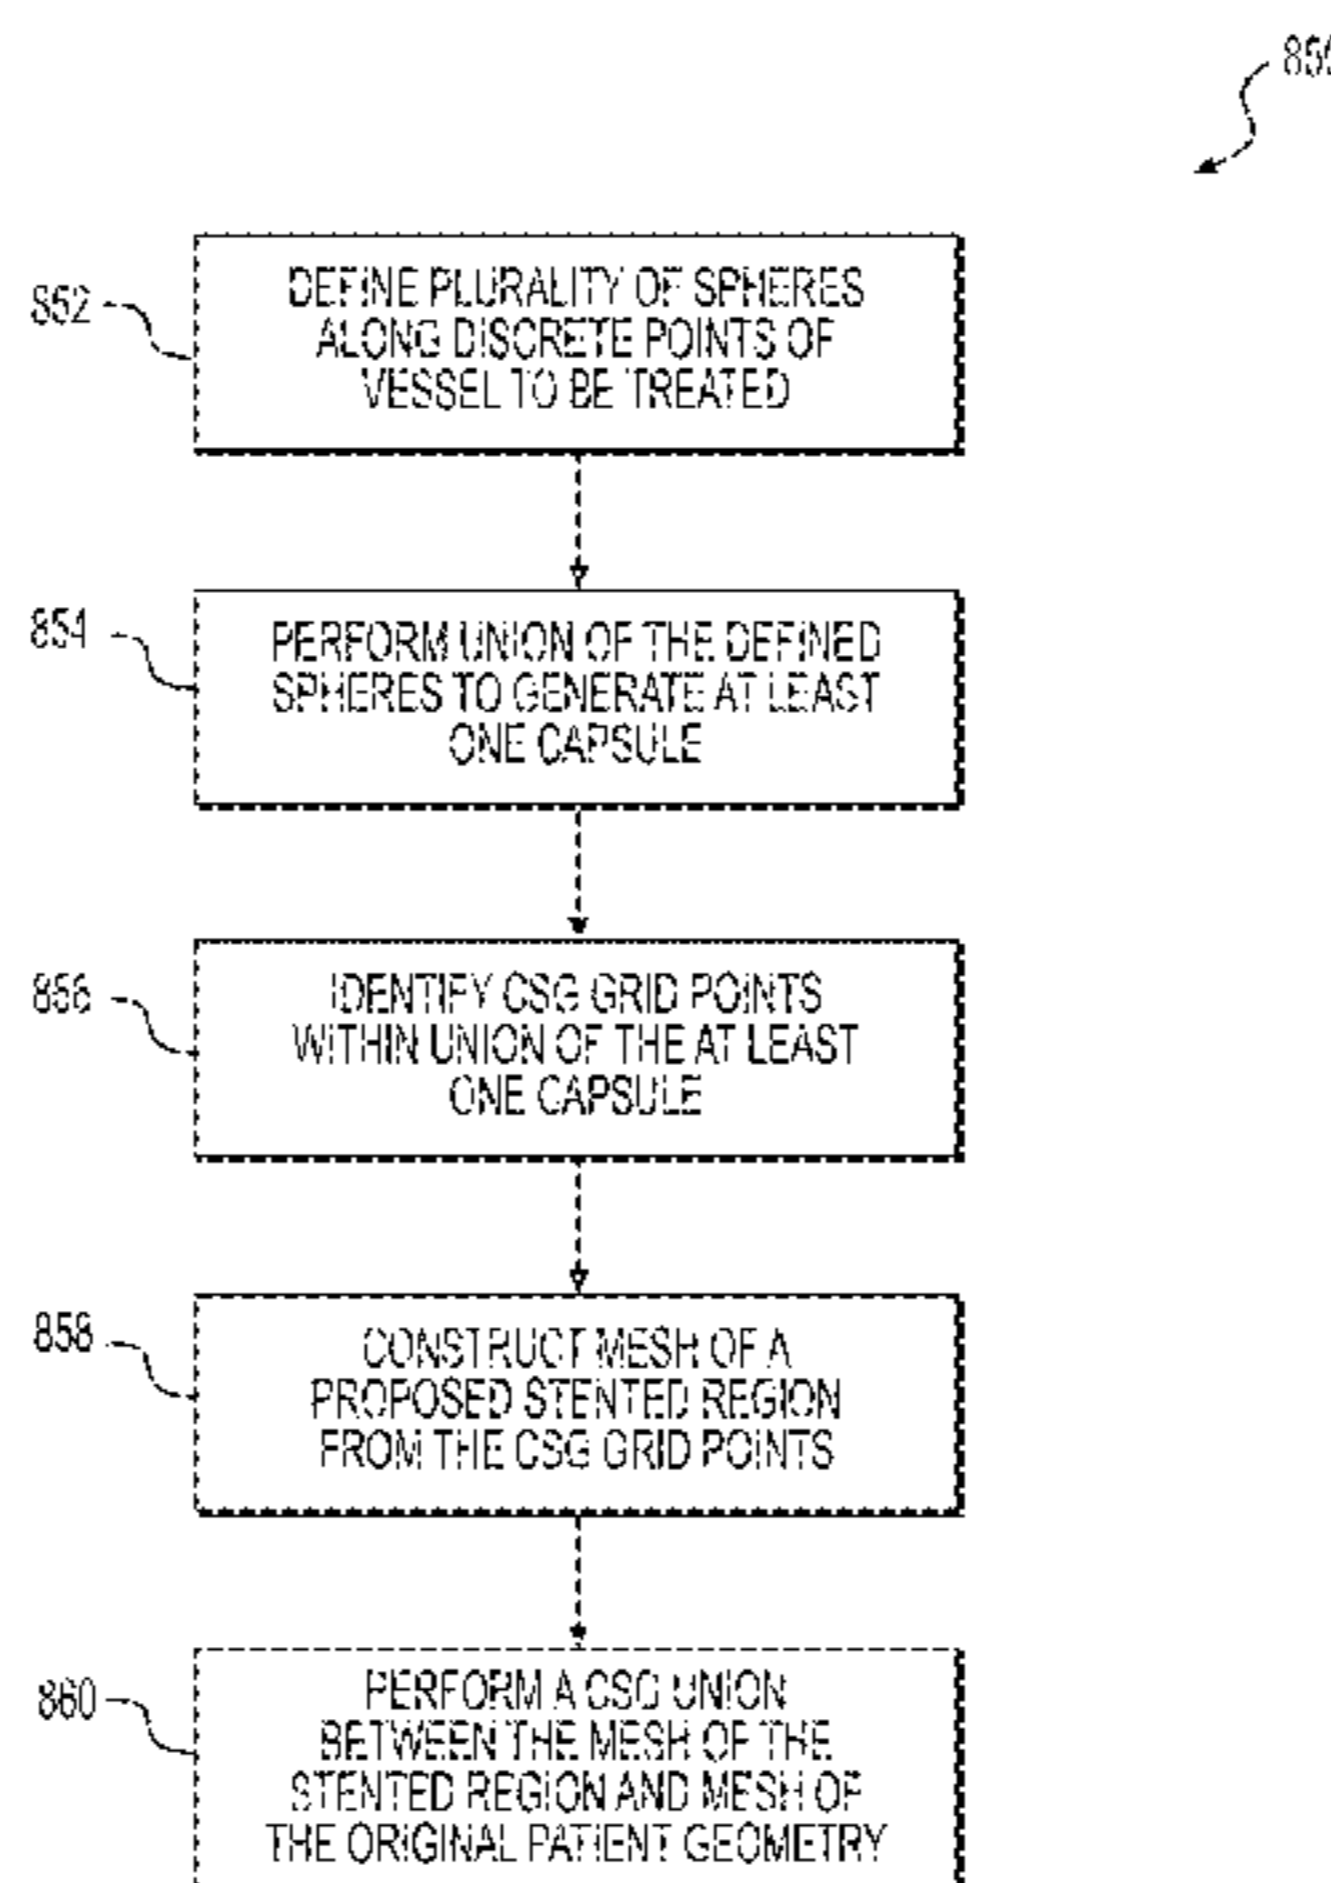 852
DEFINE PLURALITY OF SPHERES
ALONG DISCRETE POINTS OF
VESSEL TO BE TREATED
854
PERFORM UNION OF THE DEFINED
SPHERES TO GENERATE AT LEAST
ONE CAPSULE
856
IDENTIFY CSG GRID POINTS
WITHIN UNION OF THE AT LEAST
ONE CAPSULE
858
CONSTRUCT MESH OF A
PROPOSED STENTED REGION
FROM THE CSG GRID POINTS
860
PERFORM A CSG UNION
BETWEEN THE MESH OF THE
STENTED REGION AND MESH OF
THE ORIGINAL PATIENT GEOMETRY